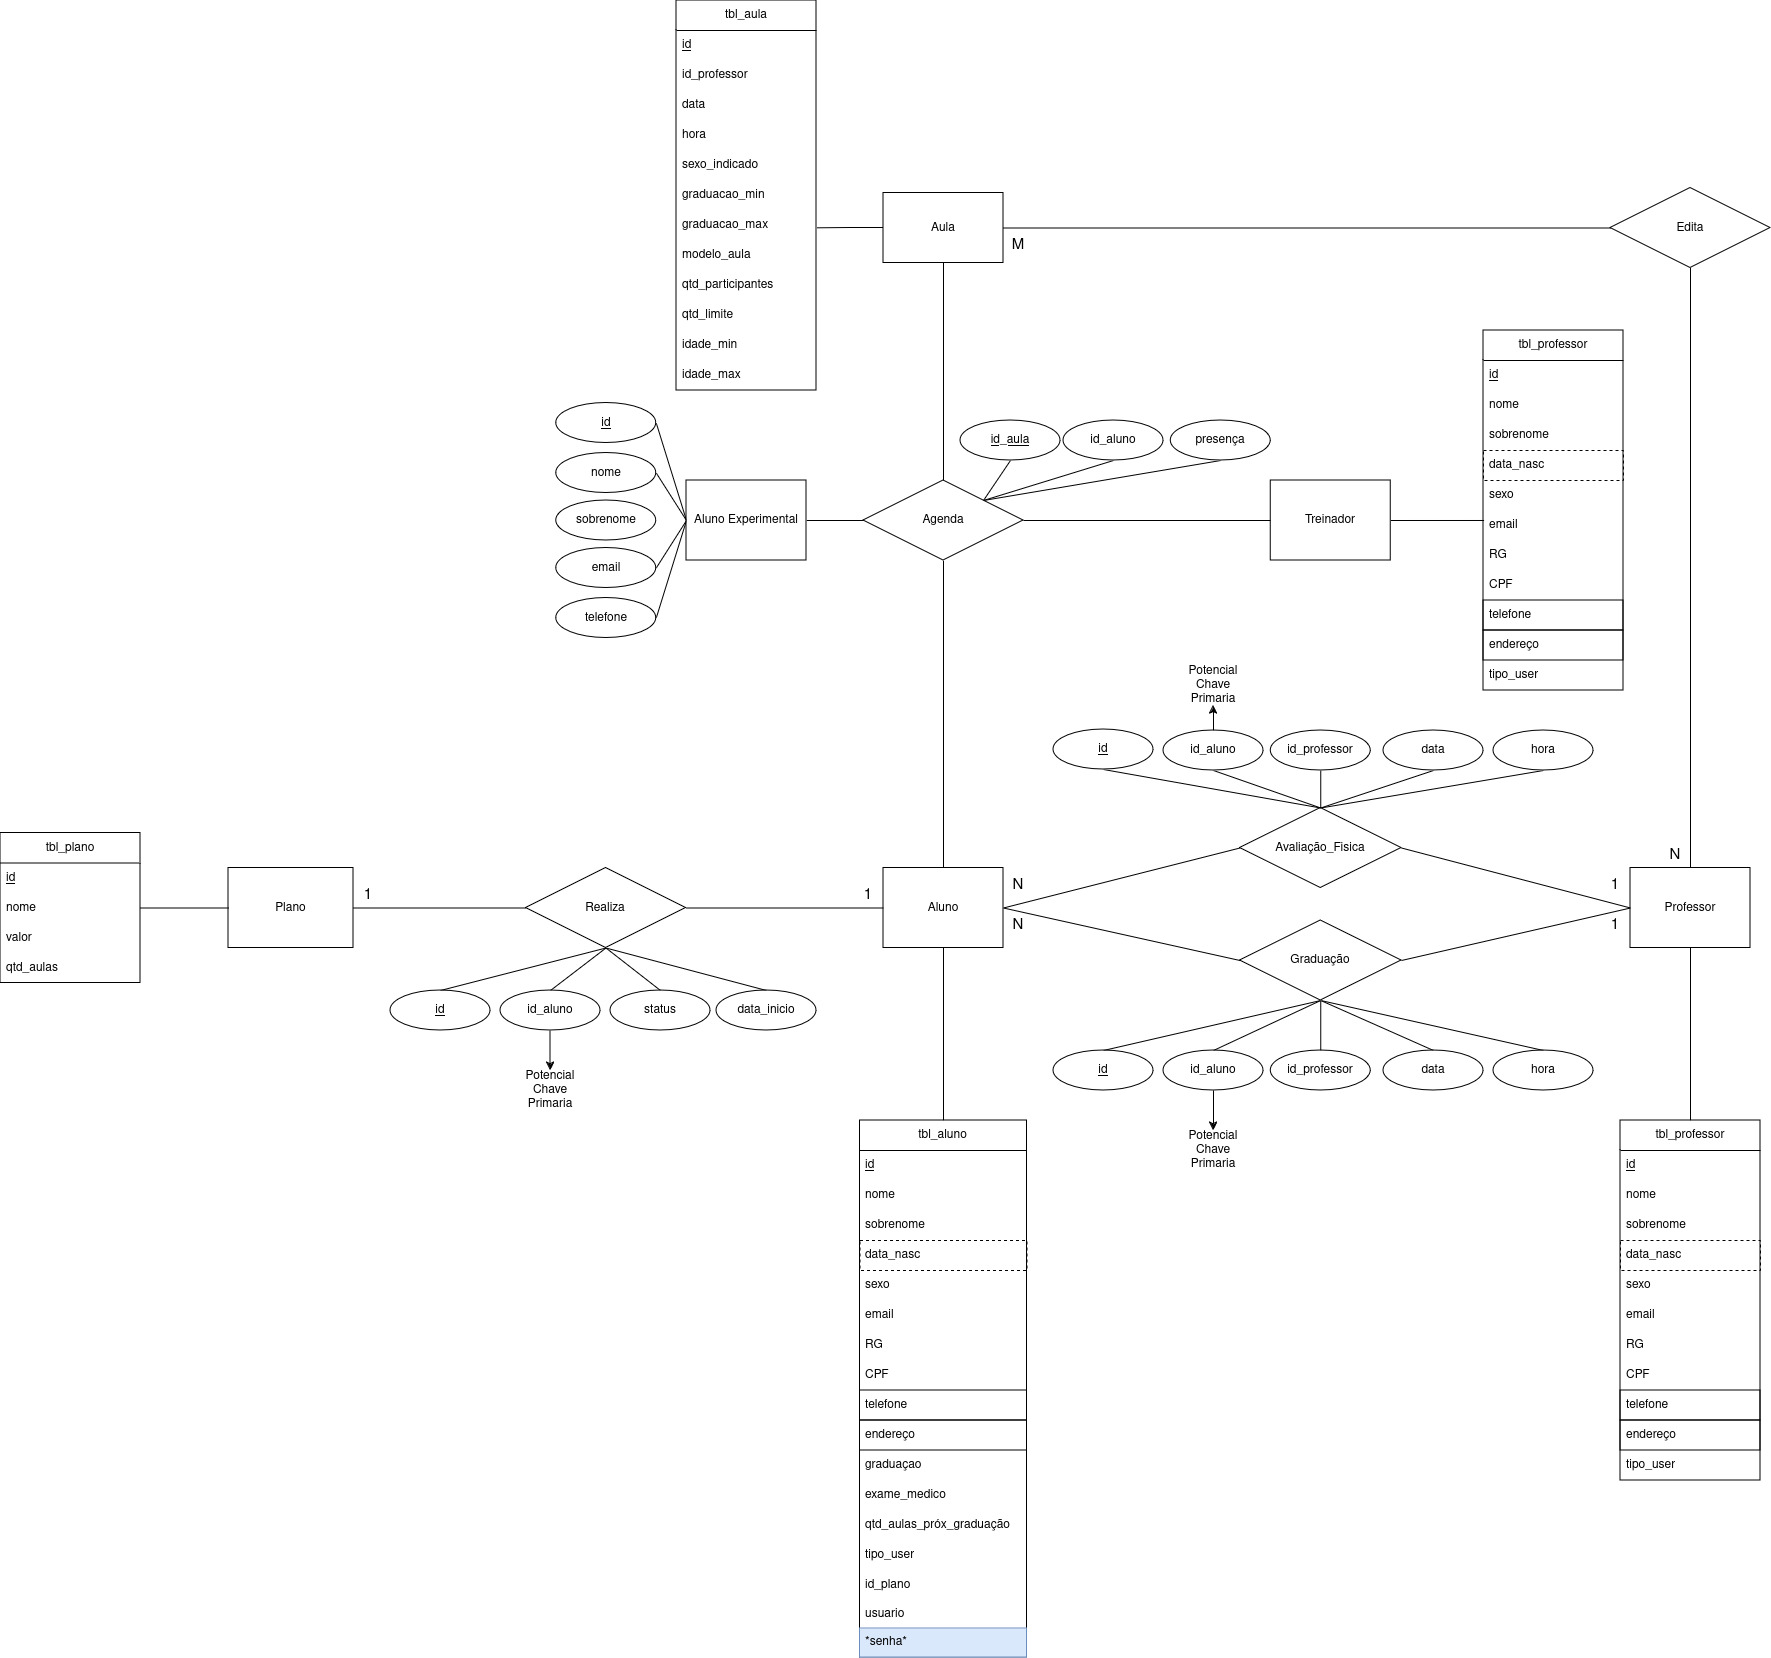 tbl_aula
id
id_professor
data
hora
sexo_indicado
graduacao_min
graduacao_max
modelo_aula
qtd_participantes
qtd_limite
idade_min
idade_max
Aula
M
Edita
tbl_professor
id
nome
sobrenome
data_nasc
sexo
email
RG
CPF
telefone
endereço
tipo_user
id
nome
sobrenome
email
telefone
Aluno Experimental
id_aula
id_aluno
presença
Agenda
Treinador
Potencial
Chave
Primaria
id
id_aluno
id_professor
data
hora
Avaliação_Fisica
N
tbl_plano
id
nome
valor
qtd_aulas
Plano
1
Realiza
1
Aluno
N
N
1
1
Professor
id
id_aluno
status
data_inicio
Potencial
Chave
Primaria
Graduação
id
id_aluno
id_professor
data
hora
Potencial
Chave
Primaria
tbl_aluno
id
nome
sobrenome
data_nasc
sexo
email
RG
CPF
telefone
endereço
graduaçao
exame_medico
qtd_aulas_próx_graduação
tipo_user
id_plano
usuario
*senha*
tbl_professor
id
nome
sobrenome
data_nasc
sexo
email
RG
CPF
telefone
endereço
tipo_user